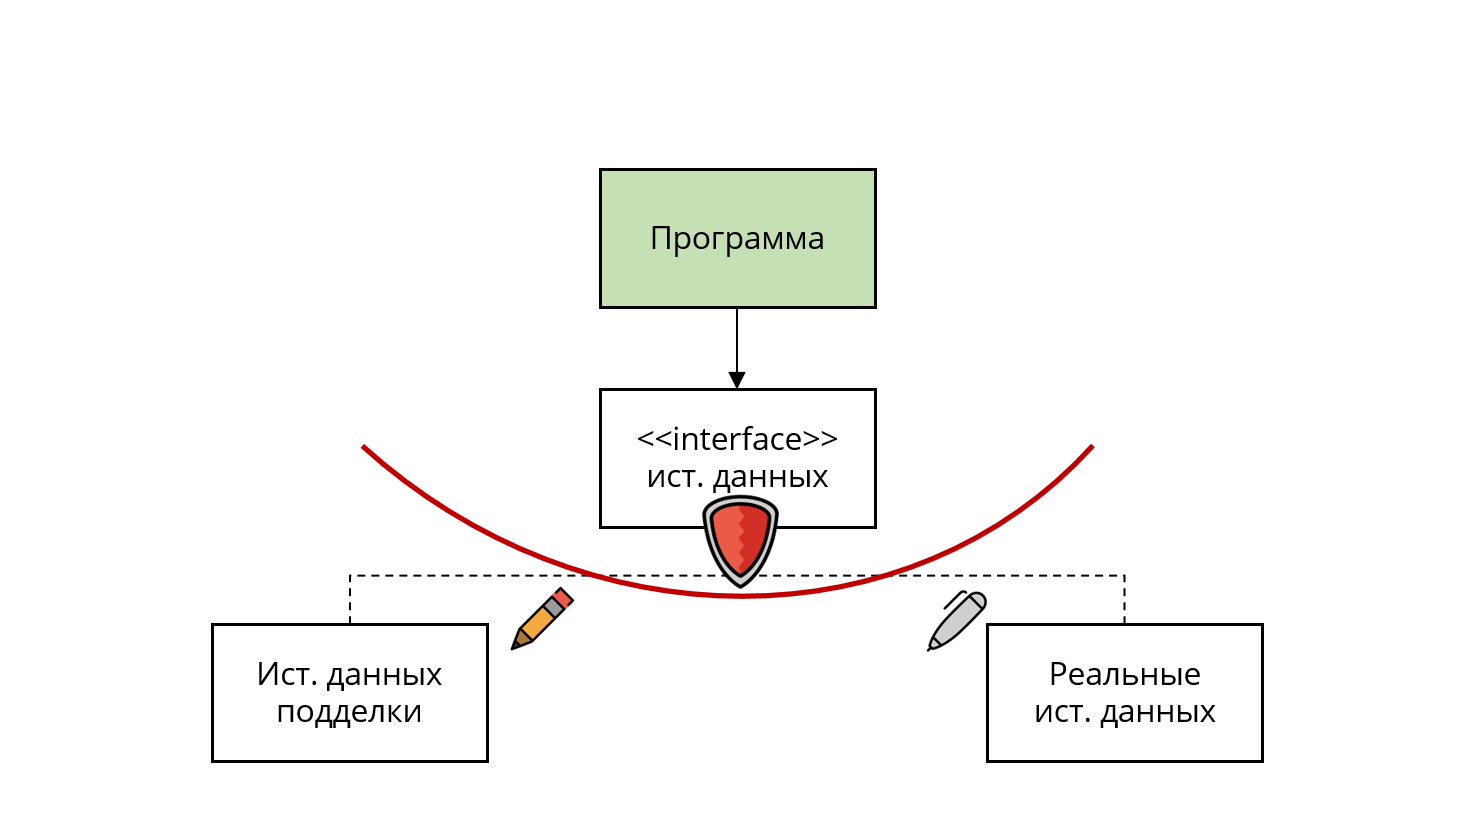 Программа
<<interface>>
ист. данных
Ист. данных
подделки
Реальные
ист. данных